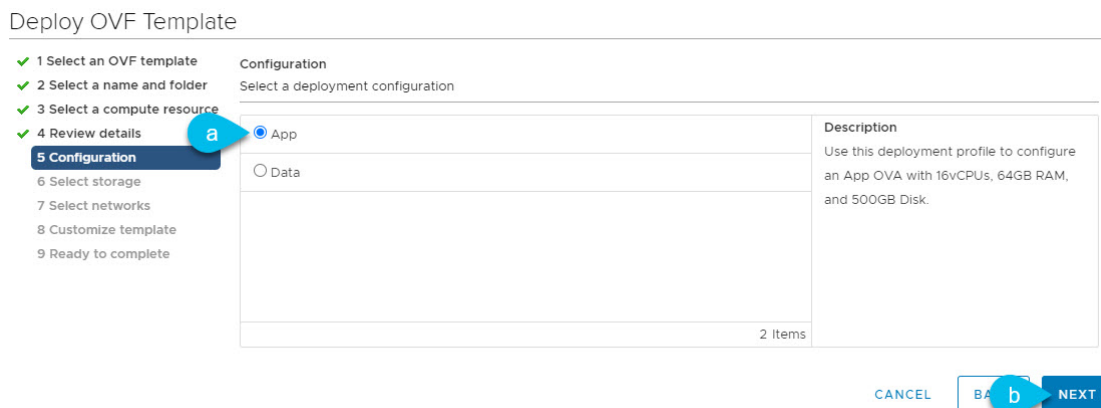 Deploy OVF Template
1 Select an OVF template
2 Select a name and folder
3 Select a compute resource
4 Review details
5 Configuration
6 Select storage
7 Select networks
8 Customize template
9 Ready to complete
Configuration
Select a deployment configuration
a
App
Data
2 Items
Description
Use this deployment profile to configure
an App OVA with 16vCPUs, 64GB RAM,
and 500GB Disk.
CANCEL
b
NEXT